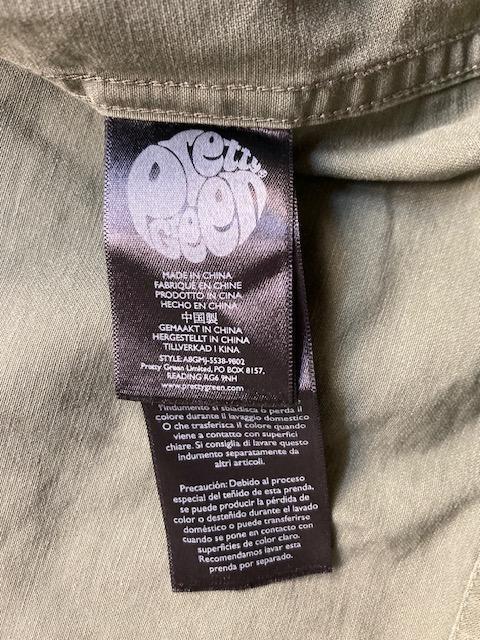 Pretty Green
MADE IN CHINA
FABRIQUÉ EN CHINE
PRODOTTO IN CINA
HECHO EN CHINA
中国製
GEMAAKT IN CHINA
HERGESTELLT IN CHINA
TILLVERKAD I KINA
STYLE: A8GMJ-5538-9802
Pretty Green Limited, PO BOX 8157,
READING RG6 9NH
www.prettygreen.com
l'indumento si sbiadisca o perda il
colore durante il lavaggio domestico
O che trasferisca il colore quando
viene a contatto con superfici
chiare. Si consiglia di lavare questo
indumento separatamente da
altri articoli.
Precaución: Debido al proceso
especial del teñido de esta prenda,
se puede producir la pérdida de
color o desteñido durante el lavado
doméstico o puede transferirse
cuando se pone en contacto con
superficies de color claro.
Recomendamos lavar esta
prenda por separado.